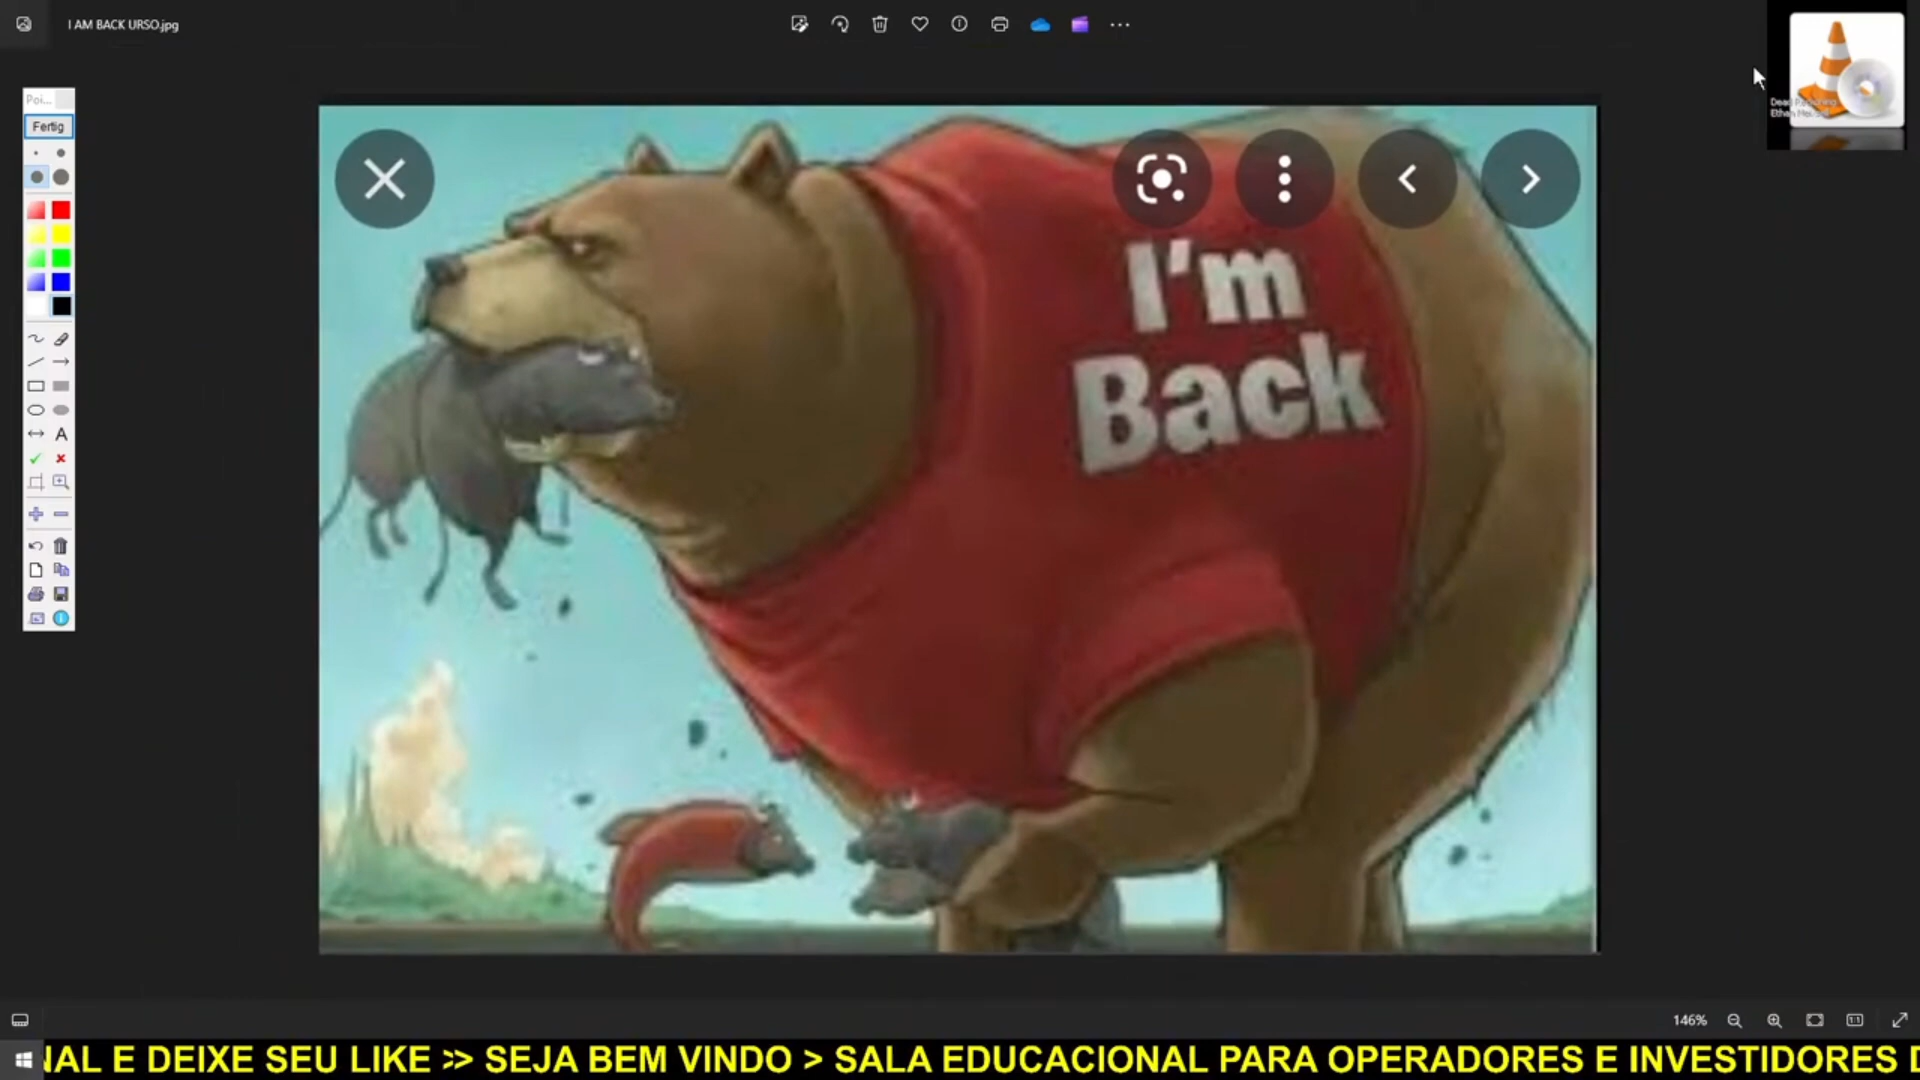 I AM BACK URSO.jpg
Poi...
Fertig
I'm
Back
146%
NAL E DEIXE SEU LIKE >> SEJA BEM VINDO > SALA EDUCACIONAL PARA OPERADORES E INVESTIDORES D